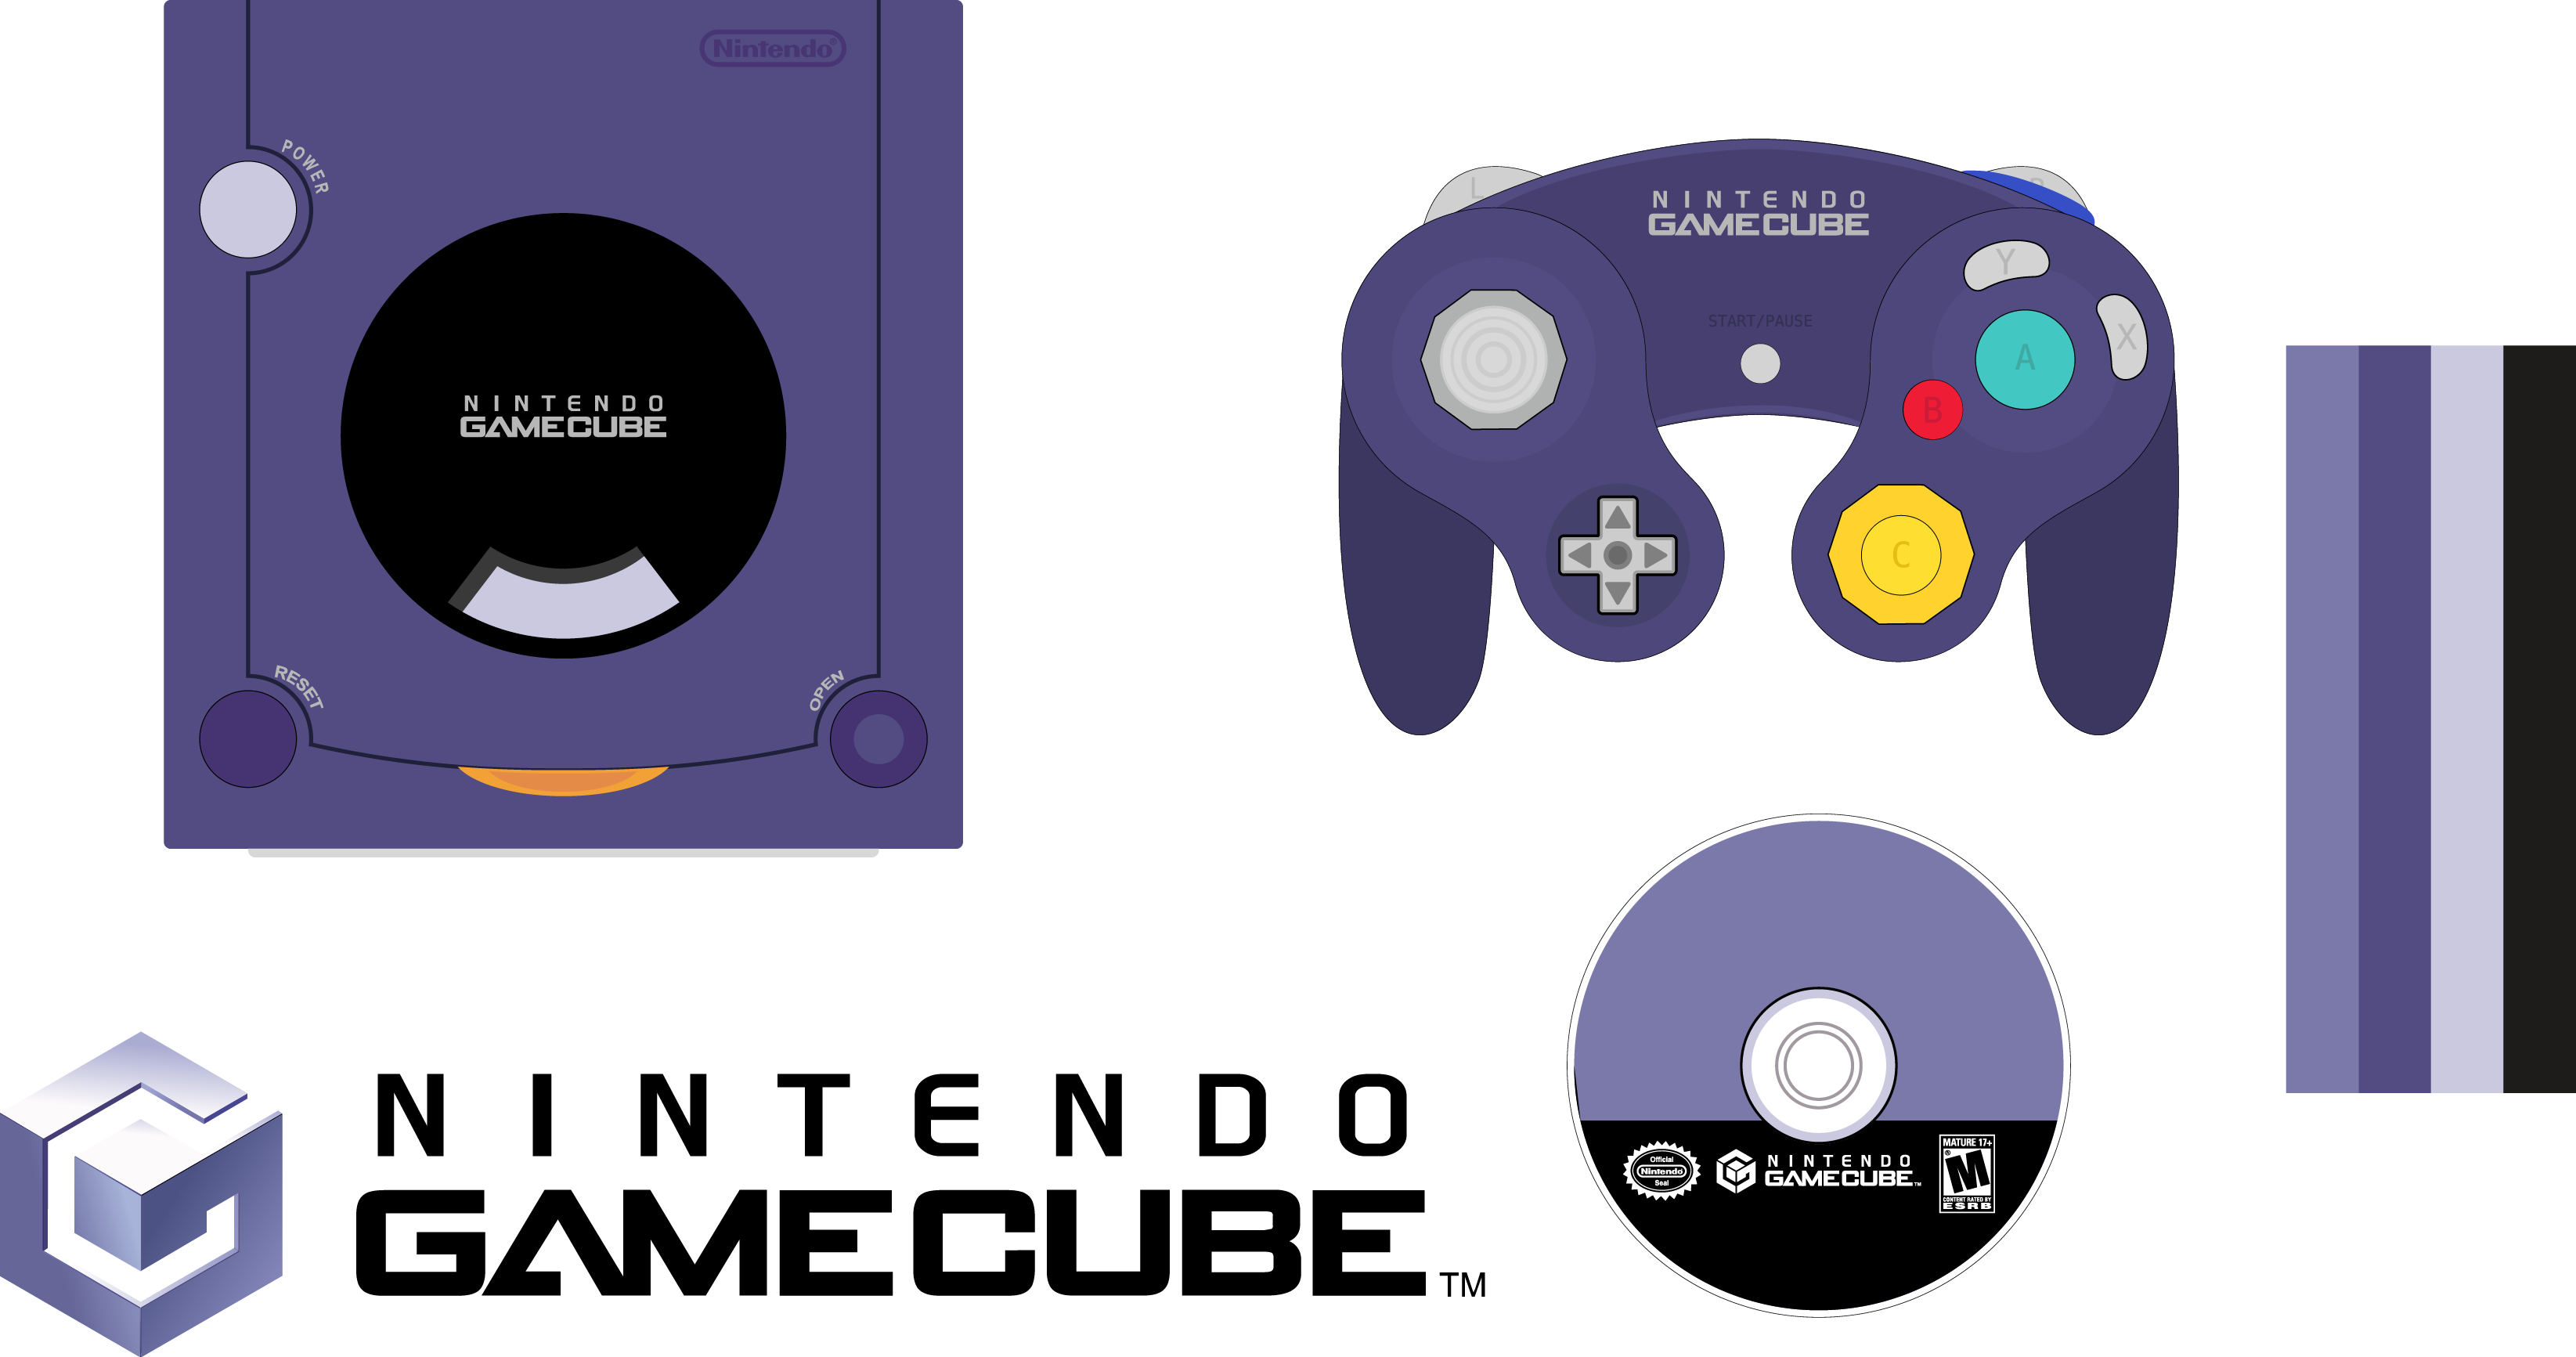 Nintendo®
POWER
NINTENDO
GAMECUBE
RESET
OPEN
L
R
NINTENDO
GAMECUBE
Y
X
START/PAUSE
A
B
C
NINTENDO
GAMECUBE TM
Official
Nintendo
Seal
NINTENDO
GAMECUBE TM
MATURE 17+
M
®
CONTENT RATED BY
ESRB